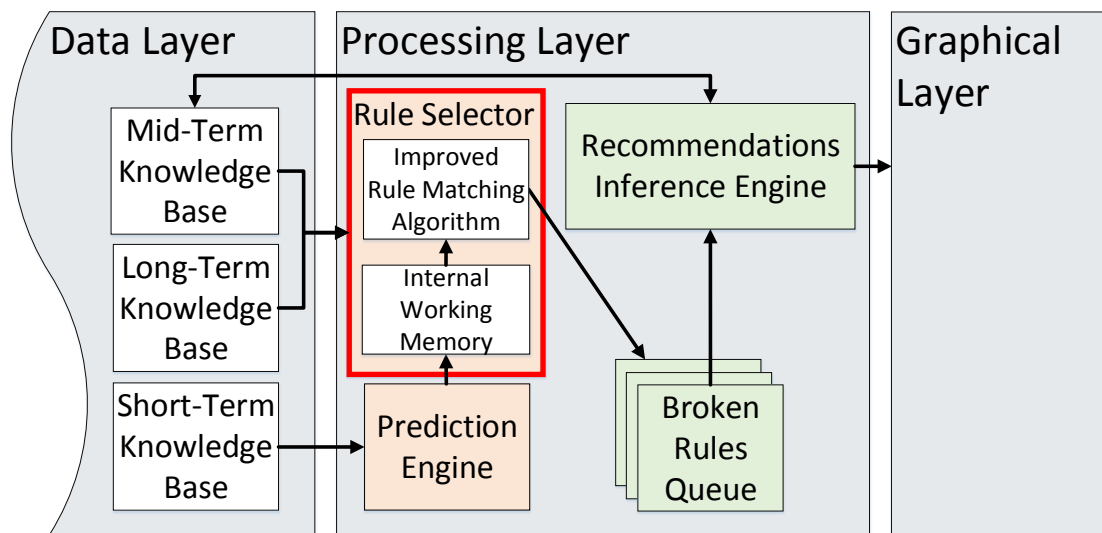 Data Layer
Mid-Term
Knowledge
Base
Long-Term
Knowledge
Base
Short-Term
Knowledge
Base
Processing Layer
Rule Selector
Improved
Rule Matching
Algorithm
Internal
Working
Memory
Prediction
Engine
Recommendations
Inference Engine
Broken
Rules
Queue
Graphical
Layer